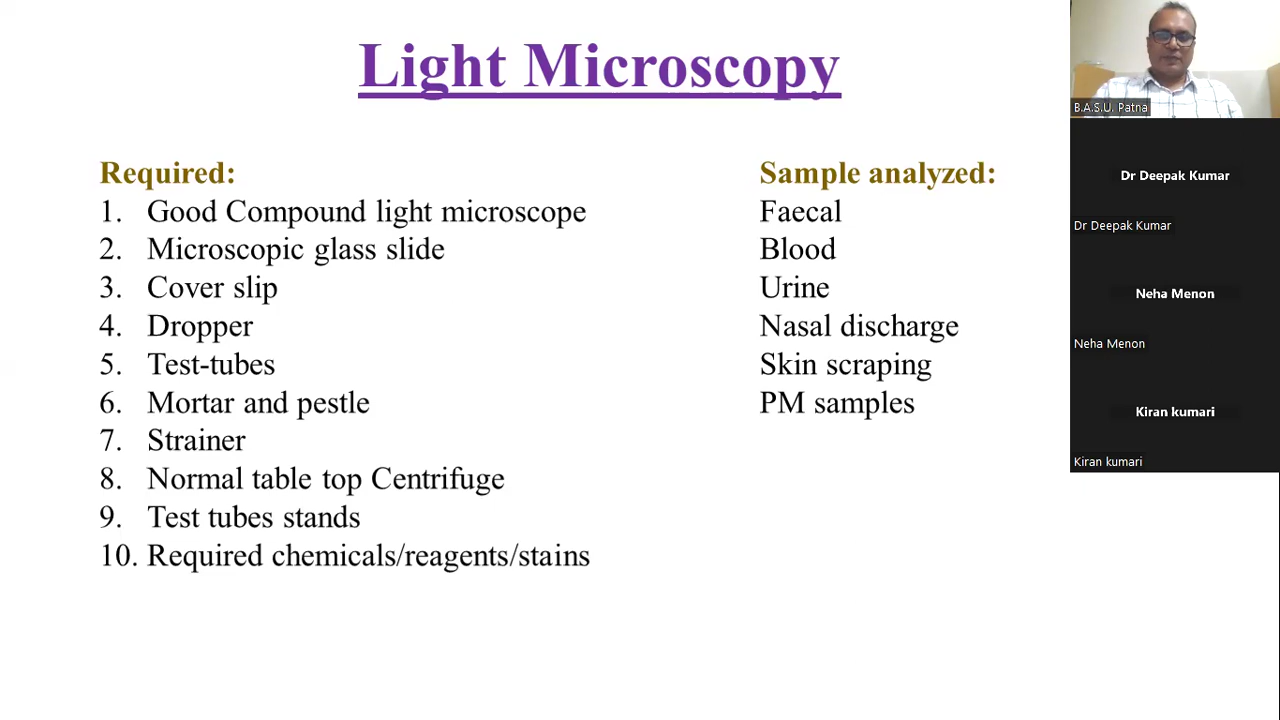 Light Microscopy
Required:
1. Good Compound light microscope
2. Microscopic glass slide
3. Cover slip
4. Dropper
5. Test-tubes
6. Mortar and pestle
7. Strainer
8. Normal table top Centrifuge
9. Test tubes stands
10. Required chemicals/reagents/stains
Sample analyzed:
Faecal
Blood
Urine
Nasal discharge
Skin scraping
PM samples
B.A.S.U. Patna
Dr Deepak Kumar
Dr Deepak Kumar
Neha Menon
Neha Menon
Kiran kumari
Kiran kumari